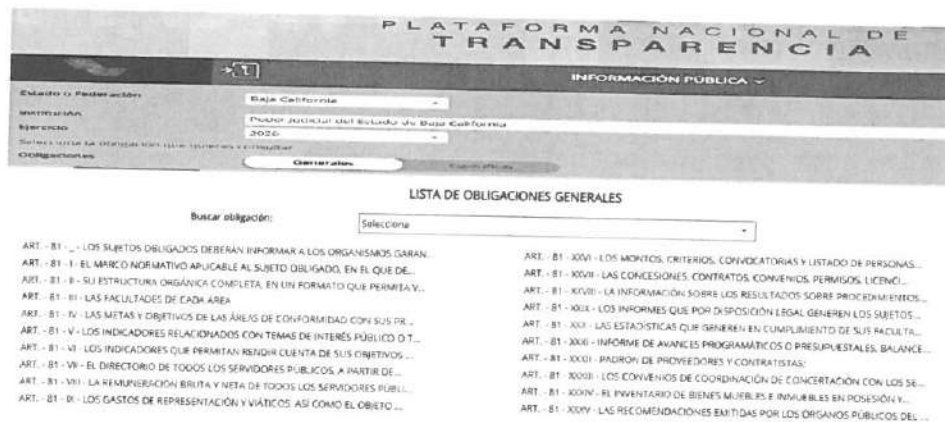 PLATAFORMA NACIONAL DE
TRANSPARENCIA
INFORMACIÓN PÚBLICA
Estado o Federación
Baja California
Institución
Poder Judicial del Estado de Baja California
Ejercicio
2026
Selecciona la obligación que quieres consultar
Obligaciones
Generales
Específicas
LISTA DE OBLIGACIONES GENERALES
Buscar obligación:
Selecciona
ART. - 81 - _ - LOS SUJETOS OBLIGADOS DEBERÁN INFORMAR A LOS ORGANISMOS GARAN...
ART. - 81 - I - EL MARCO NORMATIVO APLICABLE AL SUJETO OBLIGADO, EN EL QUE DE...
ART. - 81 - II - SU ESTRUCTURA ORGÁNICA COMPLETA, EN UN FORMATO QUE PERMITA V...
ART. - 81 - III - LAS FACULTADES DE CADA ÁREA
ART. - 81 - IV - LAS METAS Y OBJETIVOS DE LAS ÁREAS DE CONFORMIDAD CON SUS PR...
ART. - 81 - V - LOS INDICADORES RELACIONADOS CON TEMAS DE INTERÉS PÚBLICO O T...
ART. - 81 - VI - LOS INDICADORES QUE PERMITAN RENDIR CUENTA DE SUS OBJETIVOS ...
ART. - 81 - VII - EL DIRECTORIO DE TODOS LOS SERVIDORES PÚBLICOS, A PARTIR DE...
ART. - 81 - VIII - LA REMUNERACIÓN BRUTA Y NETA DE TODOS LOS SERVIDORES PÚBLI...
ART. - 81 - IX - LOS GASTOS DE REPRESENTACIÓN Y VIÁTICOS, ASÍ COMO EL OBJETO ...
ART. - 81 - XXVI - LOS MONTOS, CRITERIOS, CONVOCATORIAS Y LISTADO DE PERSONAS...
ART. - 81 - XXVII - LAS CONCESIONES, CONTRATOS, CONVENIOS, PERMISOS, LICENCI...
ART. - 81 - XXVIII - LA INFORMACIÓN SOBRE LOS RESULTADOS SOBRE PROCEDIMIENTOS...
ART. - 81 - XXIX - LOS INFORMES QUE POR DISPOSICIÓN LEGAL GENEREN LOS SUJETOS ...
ART. - 81 - XXX - LAS ESTADÍSTICAS QUE GENEREN EN CUMPLIMIENTO DE SUS FACULTA...
ART. - 81 - XXXI - INFORME DE AVANCES PROGRAMÁTICOS O PRESUPUESTALES, BALANCE...
ART. - 81 - XXXII - PADRÓN DE PROVEEDORES Y CONTRATISTAS;
ART. - 81 - XXXIII - LOS CONVENIOS DE COORDINACIÓN DE CONCERTACIÓN CON LOS SE...
ART. - 81 - XXXIV - EL INVENTARIO DE BIENES MUEBLES E INMUEBLES EN POSESIÓN Y...
ART. - 81 - XXXV - LAS RECOMENDACIONES EMITIDAS POR LOS ÓRGANOS PÚBLICOS DEL ...